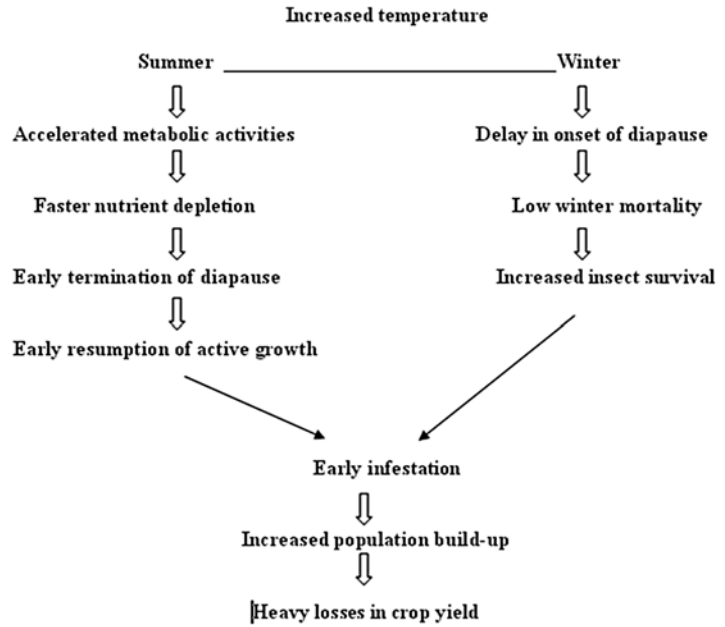 Increased temperature
Summer
Winter
Accelerated metabolic activities
Delay in onset of diapause
Faster nutrient depletion
Low winter mortality
Early termination of diapause
Increased insect survival
Early resumption of active growth
Early infestation
Increased population build-up
Heavy losses in crop yield